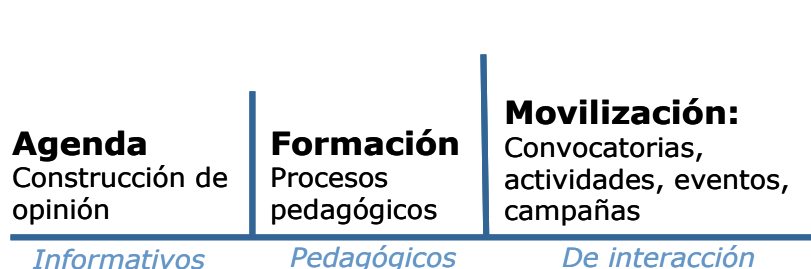 Agenda
Construcción de
opinión
Formación
Procesos
pedagógicos
Movilización:
Convocatorias,
actividades, eventos,
campañas
Informativos
Pedagógicos
De interacción